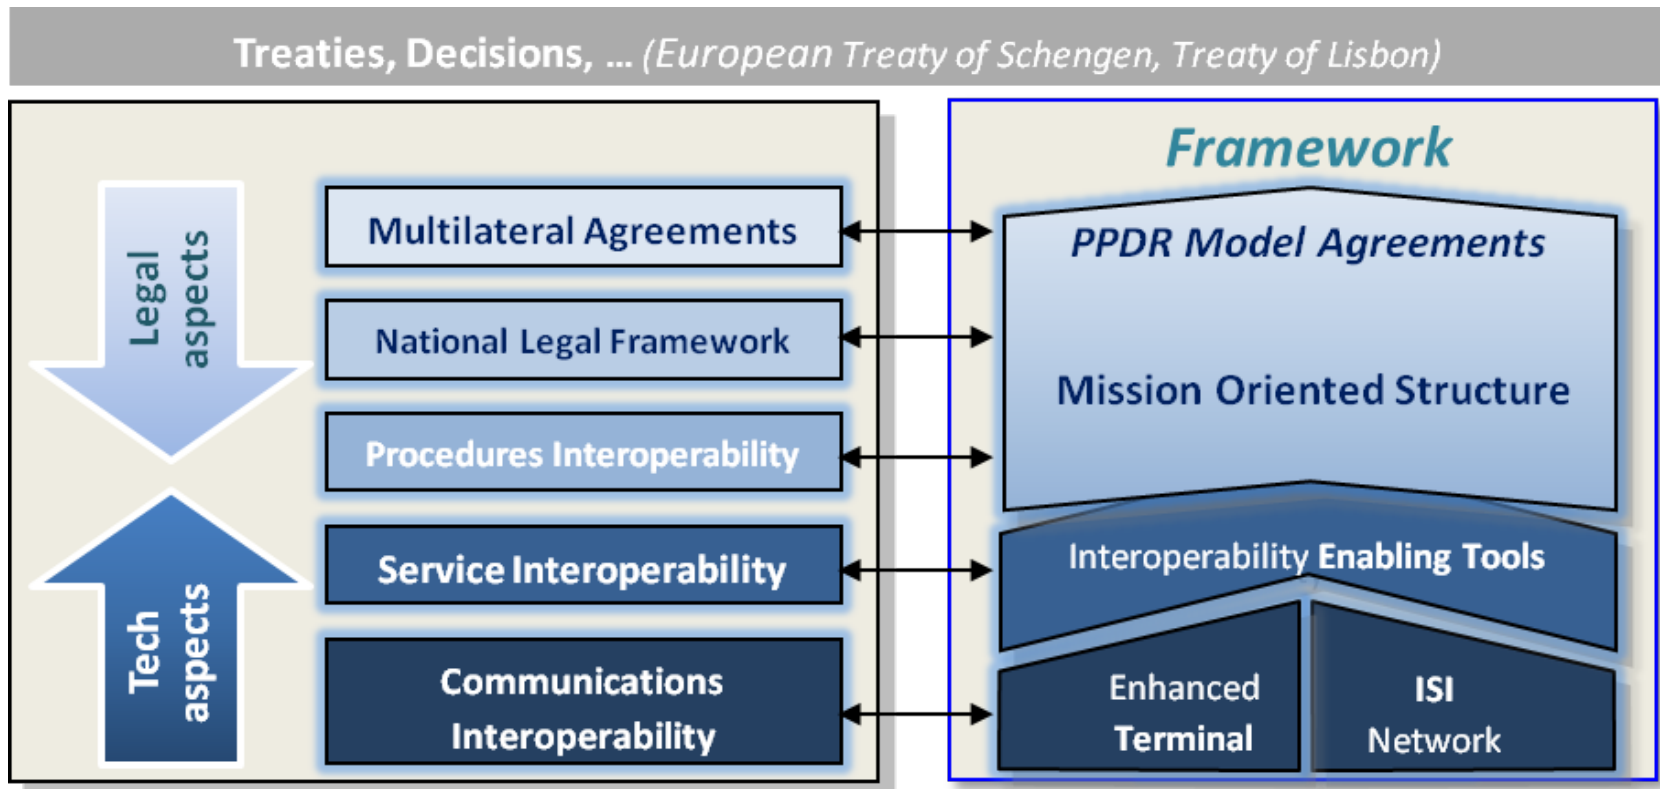 Treaties, Decisions, ... (European Treaty of Schengen, Treaty of Lisbon)
Legal
aspects
Tech
aspects
Multilateral Agreements
National Legal Framework
Procedures Interoperability
Service Interoperability
Communications
Interoperability
Framework
PPDR Model Agreements
Mission Oriented Structure
Interoperability Enabling Tools
Enhanced
Terminal
ISI
Network